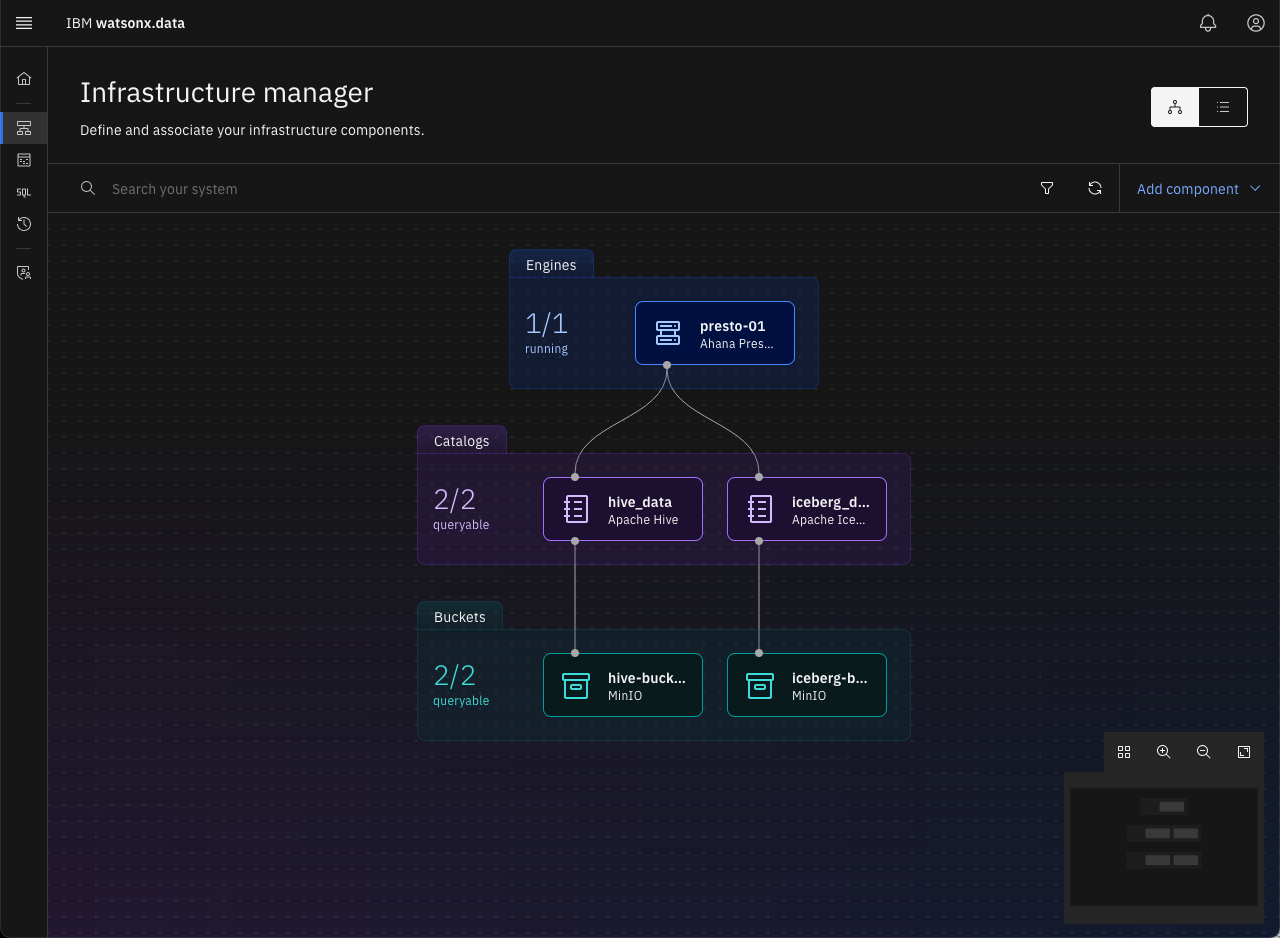 IBM watsonx.data
Infrastructure manager
Define and associate your infrastructure components.
SQL
Search your system
Add component
Engines
1/1
running
presto-01
Ahana Pres...
Catalogs
2/2
queryable
hive_data
Apache Hive
iceberg_d...
Apache Ice...
Buckets
2/2
queryable
hive-buck...
MinIO
iceberg-b...
MinIO